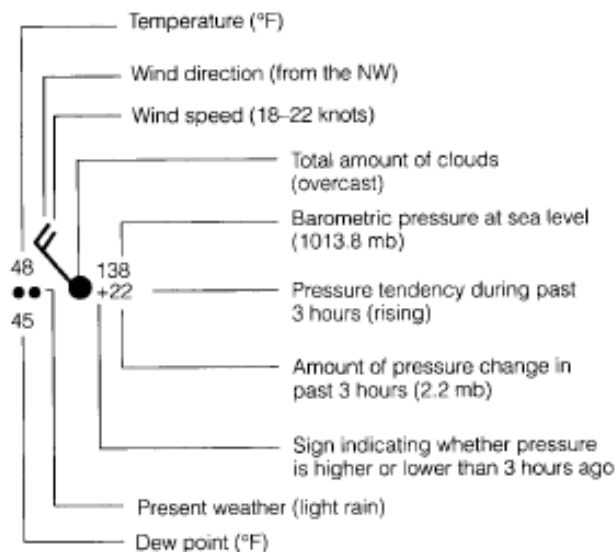 Temperature (°F)
Wind direction (from the NW)
Wind speed (18–22 knots)
Total amount of clouds
(overcast)
Barometric pressure at sea level
(1013.8 mb)
48
138
+22
45
Pressure tendency during past
3 hours (rising)
Amount of pressure change in
past 3 hours (2.2 mb)
Sign indicating whether pressure
is higher or lower than 3 hours ago
Present weather (light rain)
Dew point (°F)